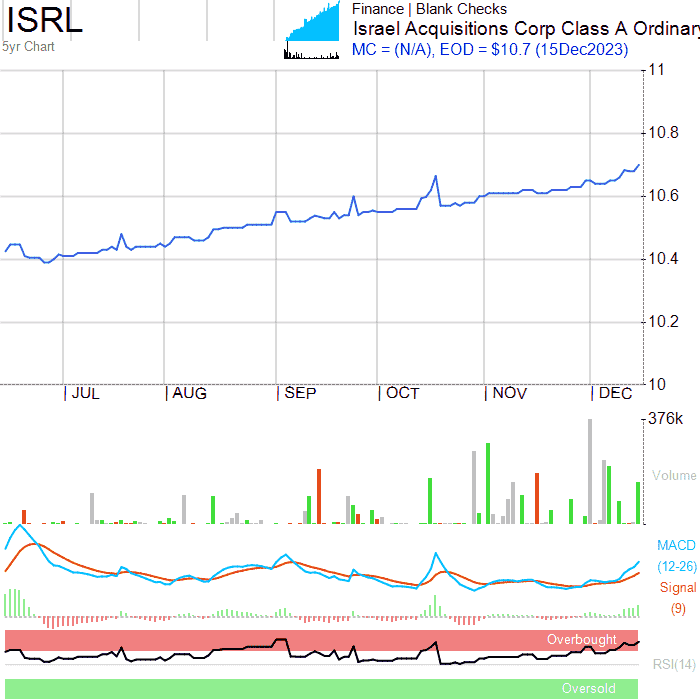 ISRL
5yr Chart
Finance | Blank Checks
Israel Acquisitions Corp Class A Ordinary
MC = (N/A), EOD = $10.7 (15Dec2023)
11
10.8
10.6
10.4
10.2
10
JUL AUG SEP OCT NOV DEC
376k
Volume
MACD
(12-26)
Signal
(9)
Overbought
RSI(14)
Oversold